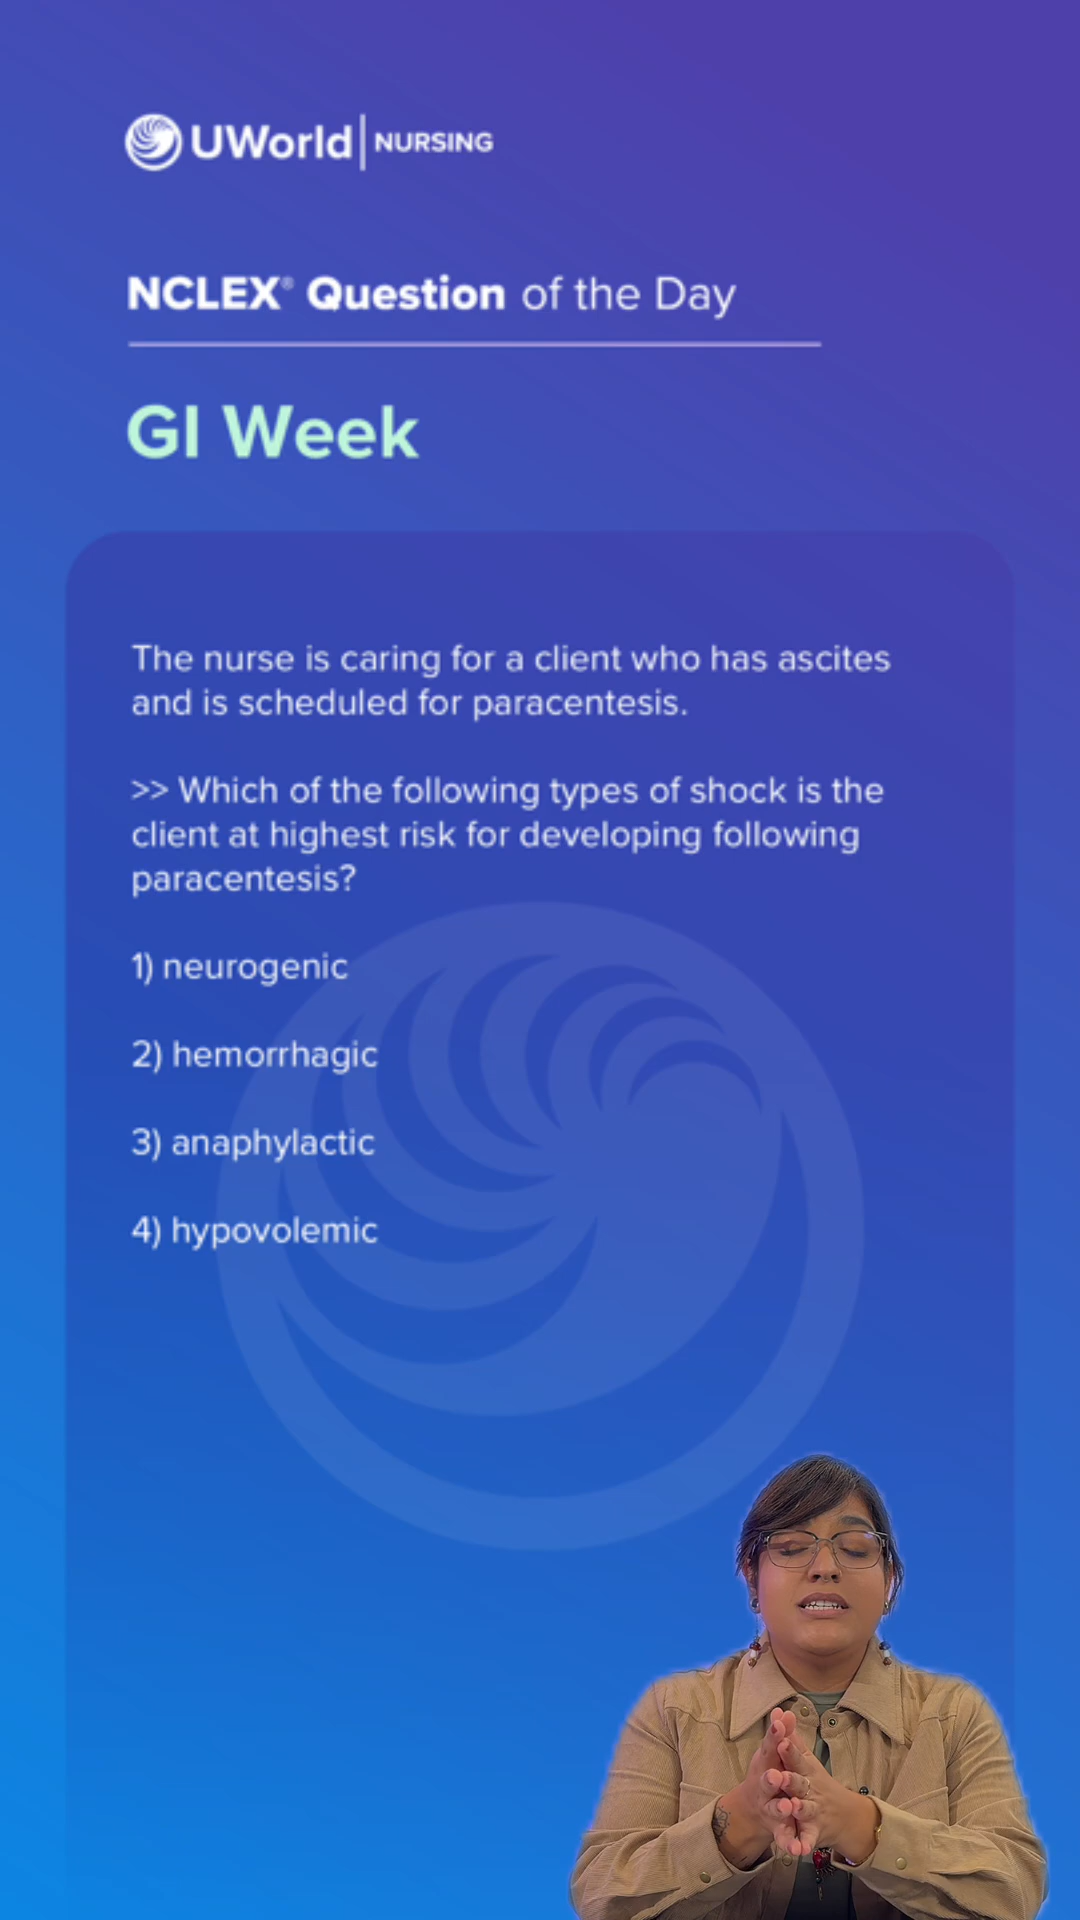 UWorld | NURSING
NCLEX® Question of the Day
GI Week
The nurse is caring for a client who has ascites
and is scheduled for paracentesis.
>> Which of the following types of shock is the
client at highest risk for developing following
paracentesis?
1) neurogenic
2) hemorrhagic
3) anaphylactic
4) hypovolemic